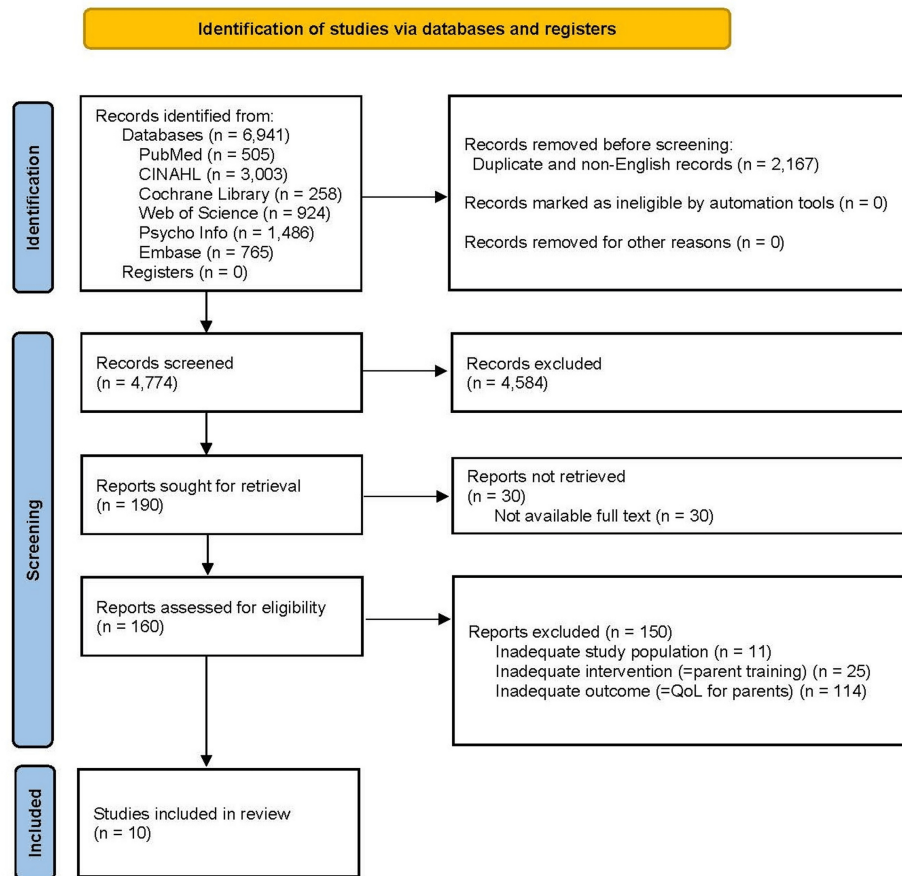 Identification of studies via databases and registers
Identification
Records identified from:
Databases (n = 6,941)
PubMed (n = 505)
CINAHL (n = 3,003)
Cochrane Library (n = 258)
Web of Science (n = 924)
Psycho Info (n = 1,486)
Embase (n = 765)
Registers (n = 0)
Records removed before screening:
Duplicate and non-English records (n = 2,167)
Records marked as ineligible by automation tools (n = 0)
Records removed for other reasons (n = 0)
Screening
Records screened
(n = 4,774)
Records excluded
(n = 4,584)
Reports sought for retrieval
(n = 190)
Reports not retrieved
(n = 30)
Not available full text (n = 30)
Reports assessed for eligibility
(n = 160)
Reports excluded (n = 150)
Inadequate study population (n = 11)
Inadequate intervention (=parent training) (n = 25)
Inadequate outcome (=QoL for parents) (n = 114)
Included
Studies included in review
(n = 10)